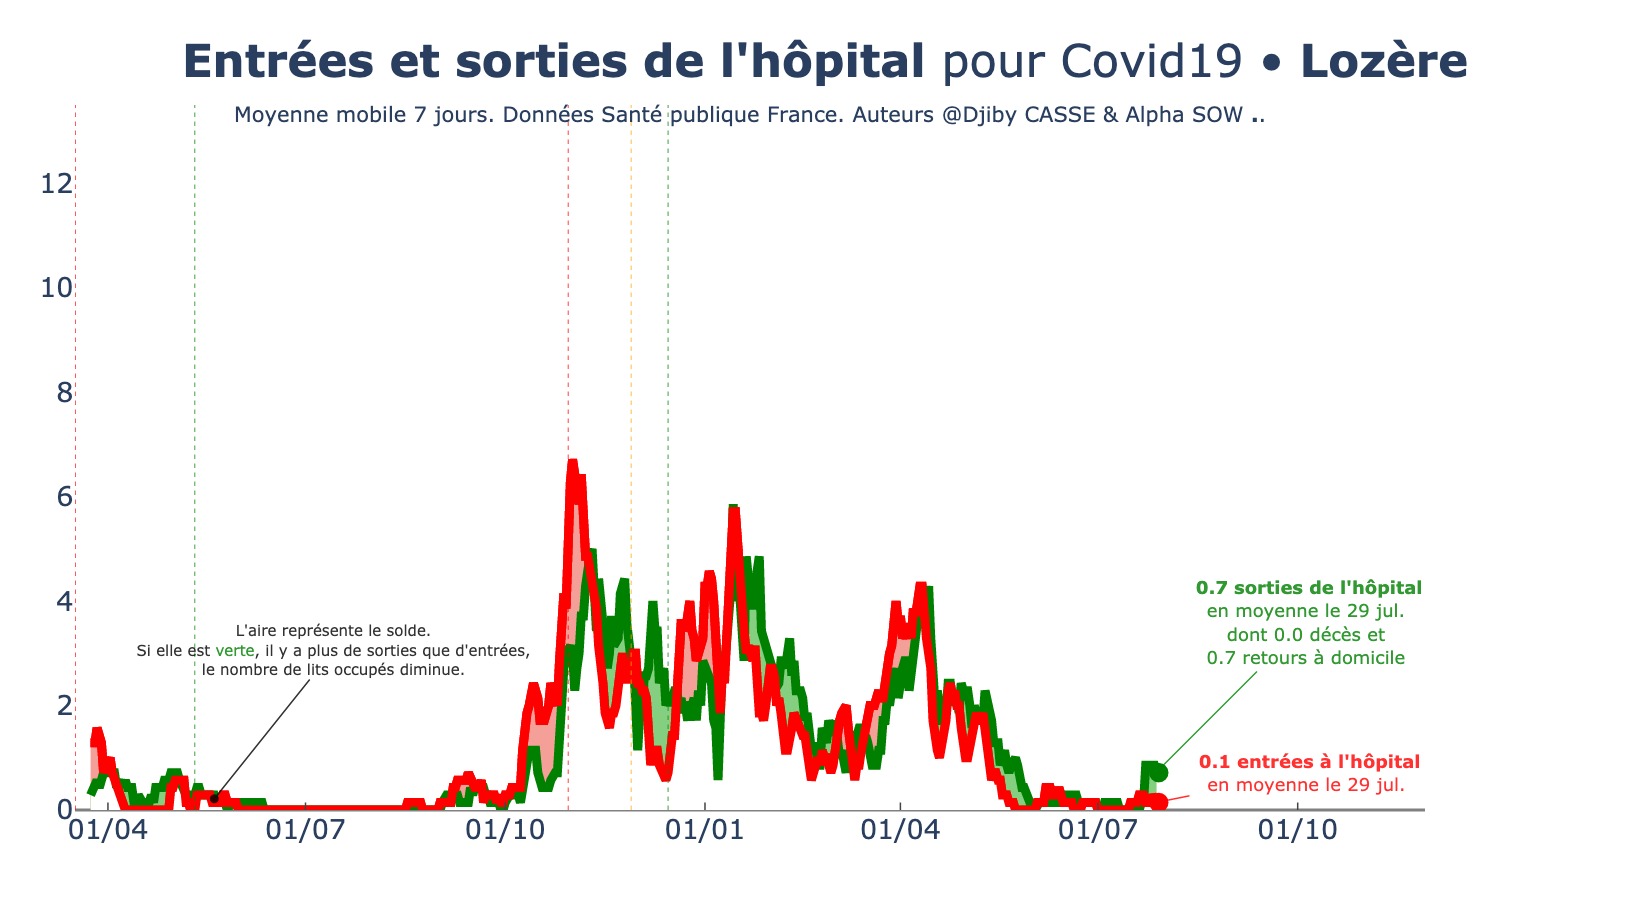 Entrées et sorties de l'hôpital pour Covid19 • Lozère
Moyenne mobile 7 jours. Données Santé publique France. Auteurs @Djiby CASSE & Alpha SOW ..
12
10
8
6
4
2
0
L'aire représente le solde.
Si elle est verte, il y a plus de sorties que d'entrées,
le nombre de lits occupés diminue.
0.7 sorties de l'hôpital
en moyenne le 29 jul.
dont 0.0 décès et
0.7 retours à domicile
0.1 entrées à l'hôpital
en moyenne le 29 jul.
01/04 01/07 01/10 01/01 01/04 01/07 01/10